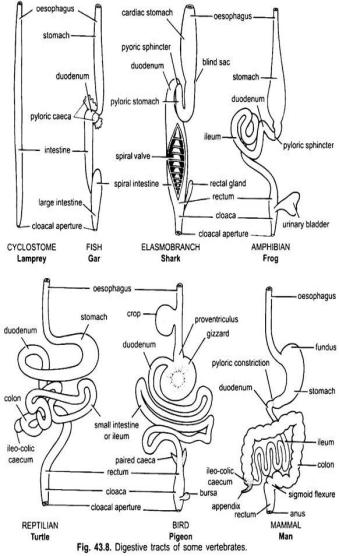 oesophagus
stomach
duodenum
pyloric caeca
intestine
large intestine
cloacal aperture
CYCLOSTOME
Lamprey
FISH
Gar
cardiac stomach
oesophagus
pyoric sphincter
blind sac
duodenum
pyloric stomach
spiral valve
spiral intestine
rectal gland
rectum
cloaca
cloacal aperture
ELASMOBRANCH
Shark
stomach
duodenum
ileum
pyloric sphincter
urinary bladder
AMPHIBIAN
Frog
oesophagus
stomach
duodenum
colon
ileo-colic
caecum
small intestine
or ileum
rectum
cloaca
cloacal aperture
REPTILIAN
Turtle
crop
proventriculus
gizzard
duodenum
paired caeca
bursa
BIRD
Pigeon
oesophagus
fundus
pyloric constriction
stomach
duodenum
ileum
colon
ileo-colic
caecum
appendix
sigmoid flexure
rectum
anus
MAMMAL
Man
Fig. 43.8. Digestive tracts of some vertebrates.